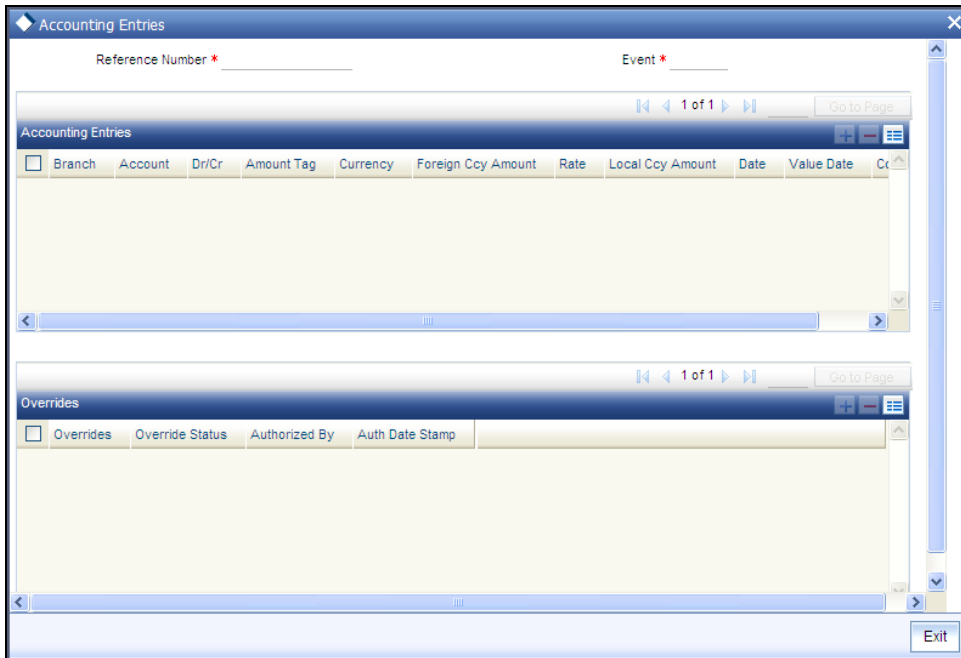 Accounting Entries
Reference Number * Event *
1 of 1 Go to Page
Accounting Entries
Branch Account Dr/Cr Amount Tag Currency Foreign Ccy Amount Rate Local Ccy Amount Date Value Date
1 of 1 Go to Page
Overrides
Overrides Override Status Authorized By Auth Date Stamp
Exit